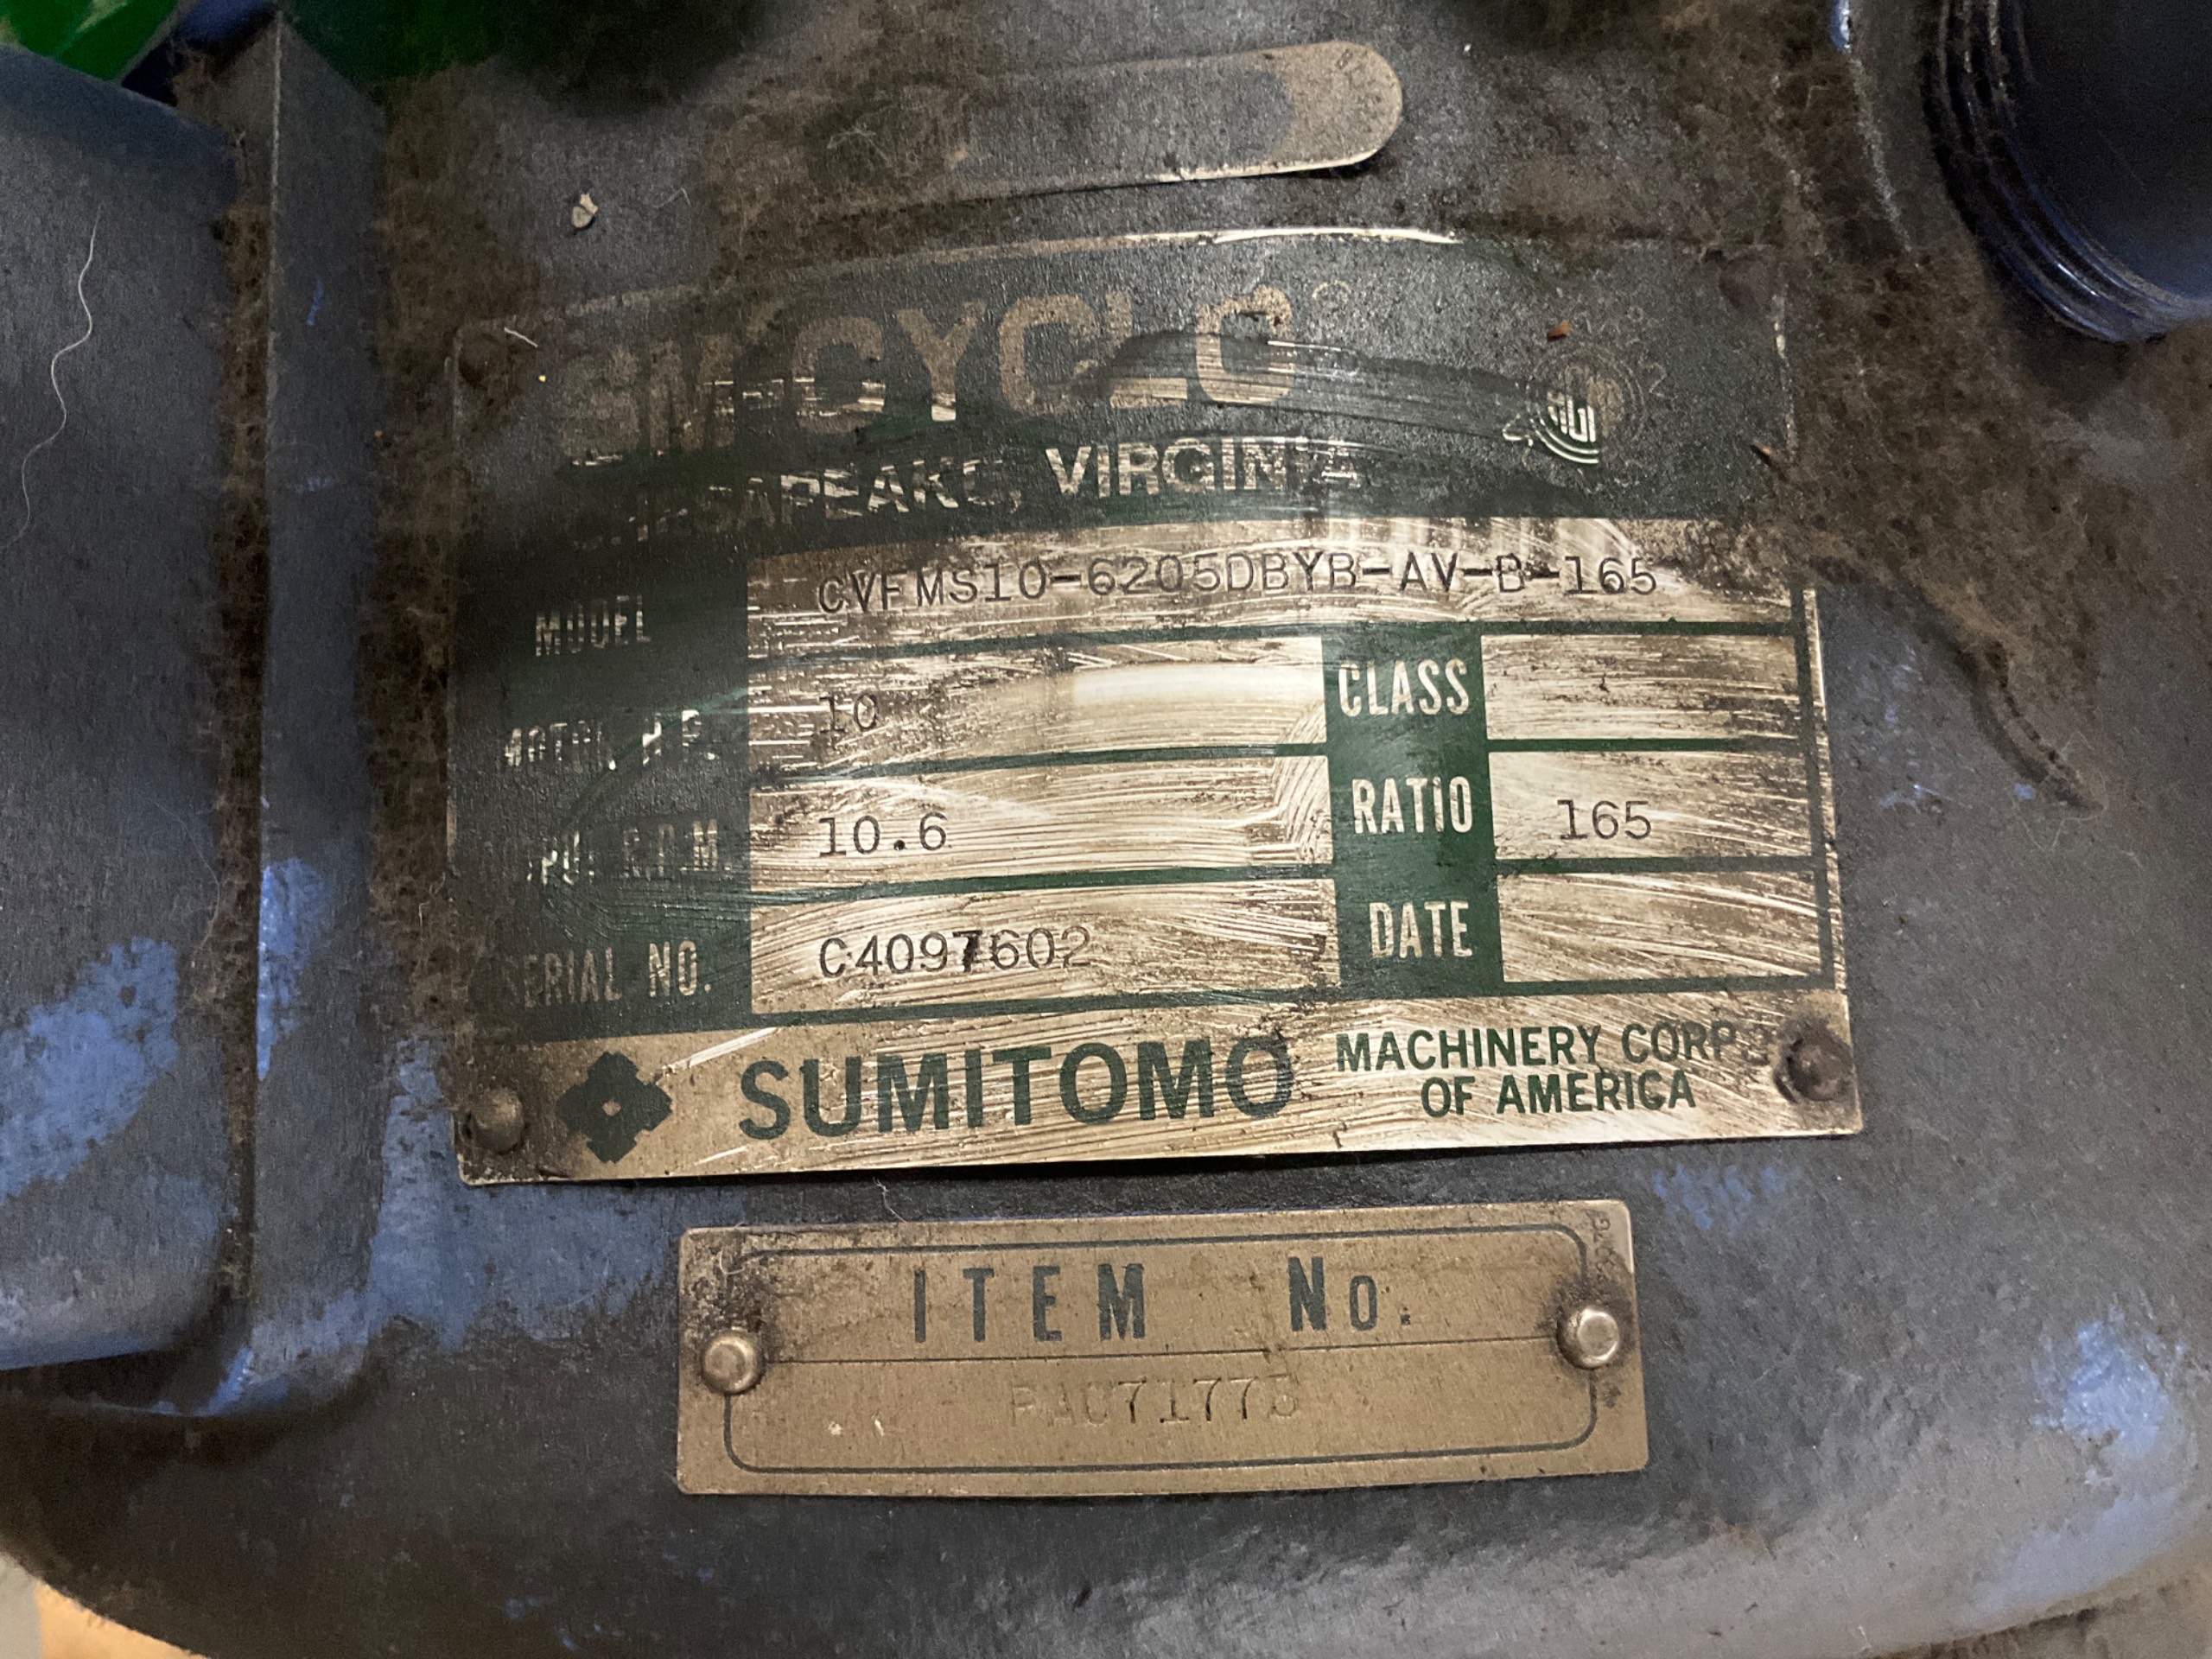 SM-CYCLO®
CHESAPEAKE, VIRGINIA
MODEL CVFMS10-6205DBYB-AV-B-165
MOTOR H.P. 10 CLASS
R.P.M. 10.6 RATIO 165
SERIAL NO. C4097602 DATE
SUMITOMO MACHINERY CORP.
OF AMERICA
ITEM No.